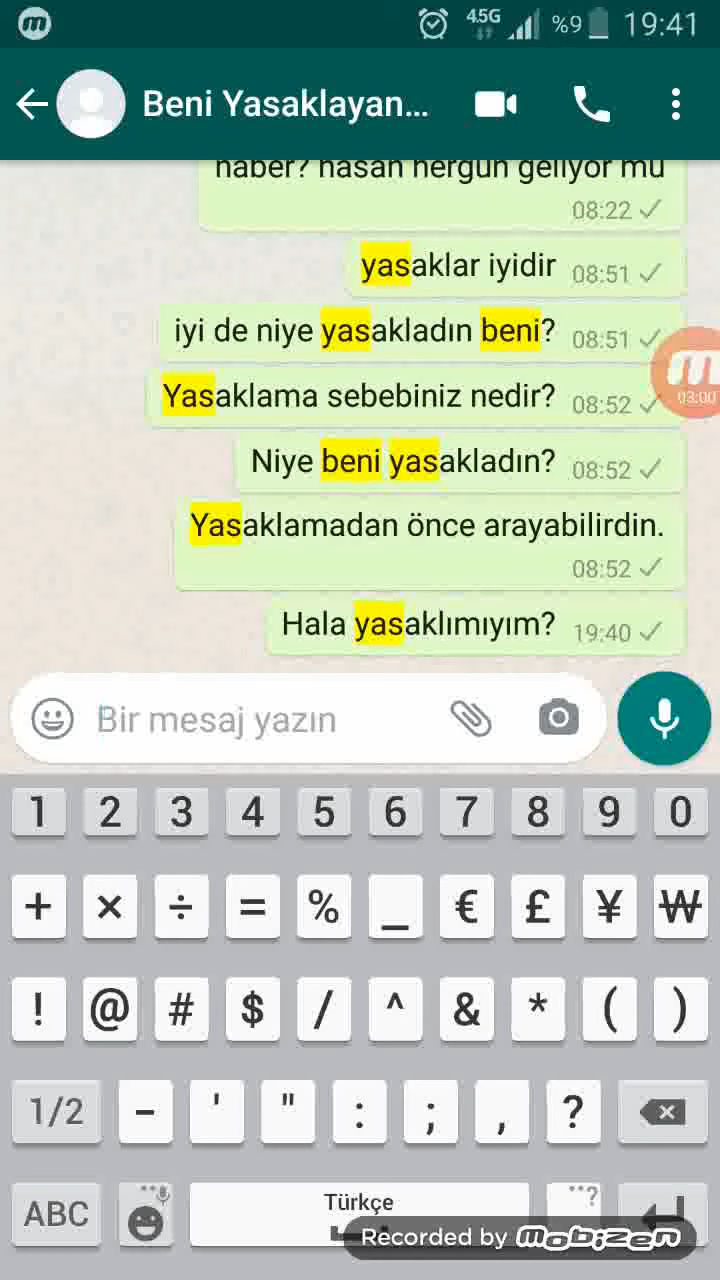 4.5G %9 19:41
Beni Yasaklayan...
haber? hasan hergün geliyor mu
08:22
yasaklar iyidir 08:51
iyi de niye yasakladın beni? 08:51
03:00
Yasaklama sebebiniz nedir? 08:52
Niye beni yasakladın? 08:52
Yasaklamadan önce arayabilirdin.
08:52
Hala yasaklımıyım? 19:40
Bir mesaj yazın
1 2 3 4 5 6 7 8 9 0
+ × ÷ = % _ € £ ¥ ₩
! @ # $ / ^ & * ( )
1/2 - ' " : ; , ?
ABC Türkçe
Recorded by mobizen